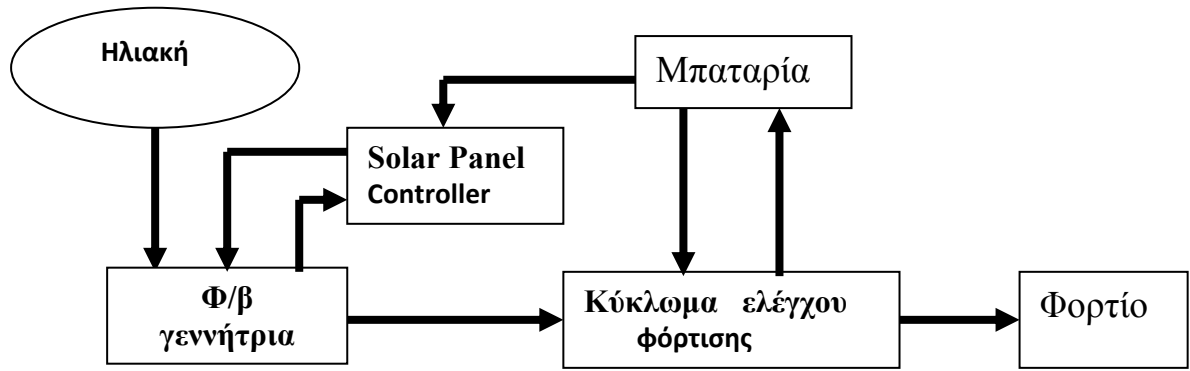 Ηλιακή
Μπαταρία
Solar Panel
Controller
Φ/β
γεννήτρια
Κύκλωμα ελέγχου
φόρτισης
Φορτίο